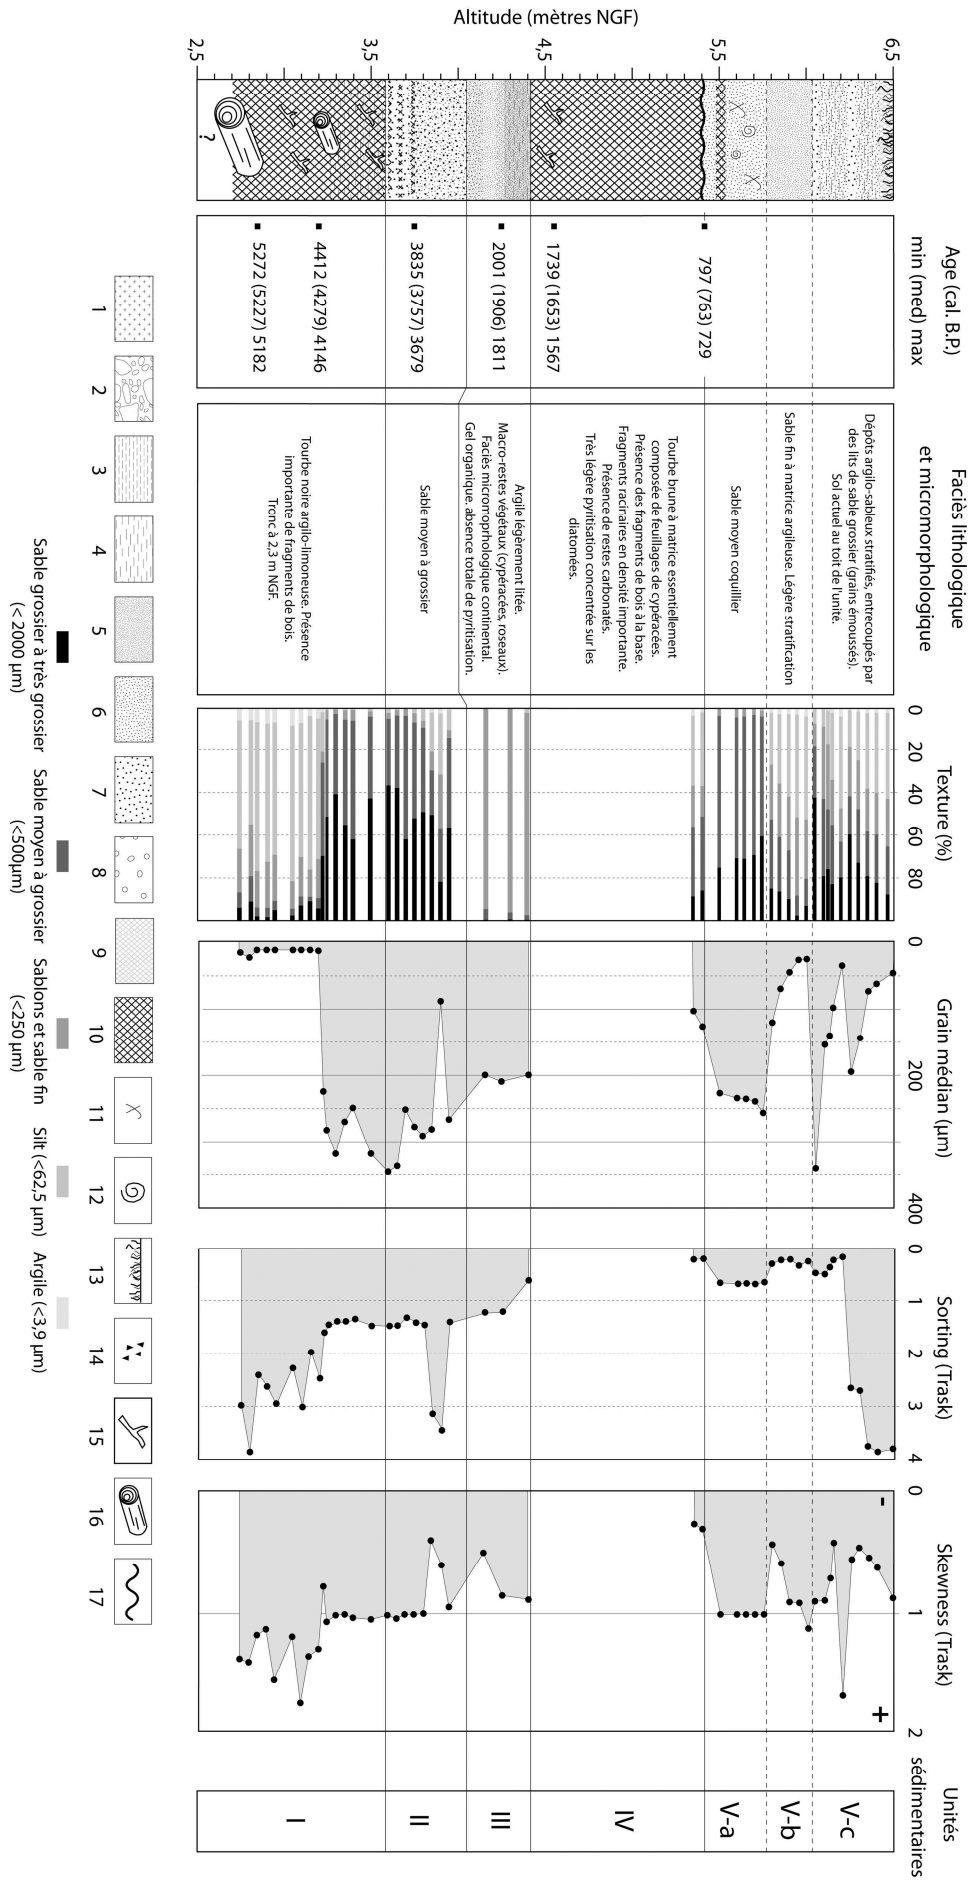 Altitude (mètres NGF)
2,5
3,5
4,5
5,5
6,5
?
Age (cal. B.P.)
min (med) max
797 (763) 729
1739 (1653) 1567
2001 (1906) 1811
3835 (3757) 3679
4412 (4279) 4146
5272 (5227) 5182
Faciès lithologique
et micromorphologique
Dépôts argilo-sableux stratifiés, entrecoupés par
des lits de sable grossier (grains émoussés).
Sol actuel au toit de l'unité.
Sable fin à matrice argileuse. Légère stratification
Sable moyen coquillier
Tourbe brune à matrice essentiellement
composée de feuillages de cypéracées.
Présence des fragments de bois à la base.
Fragments racinaires en densité importante.
Présence de restes carbonatés.
Très légère pyritisation concentrée sur les
diatomées.
Argile légèrement litée.
Macro-restes végétaux (cypéracées, roseaux).
Faciès micromoprhologique continental.
Gel organique. absence totale de pyritisation.
Sable moyen à grossier
Tourbe noire argilo-limoneuse. Présence
importante de fragments de bois.
Tronc à 2,3 m NGF.
Texture (%)
0
20
40
60
80
Grain médian (µm)
0
200
400
Sorting (Trask)
0
1
2
3
4
Skewness (Trask)
0
1
2
-
+
Unités
sédimentaires
V-c
V-b
V-a
IV
III
II
I
1
2
3
4
5
6
7
8
9
10
11
12
13
14
15
16
17
Sable grossier à très grossier
(< 2000 µm)
Sable moyen à grossier
(<500µm)
Sablons et sable fin
(<250 µm)
Silt (<62,5 µm)
Argile (<3,9 µm)